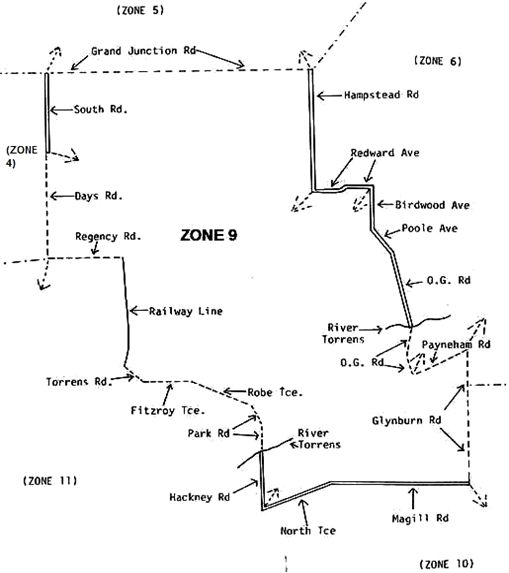 (ZONE 5)
Grand Junction Rd
(ZONE 6)
South Rd.
Hampstead Rd
(ZONE
4)
Redward Ave
Days Rd.
Birdwood Ave
Regency Rd.
ZONE 9
Poole Ave
O.G. Rd
Railway Line
River
Torrens
Payneham Rd
O.G. Rd
Torrens Rd.
Robe Tce.
Fitzroy Tce.
Glynburn Rd
Park Rd
River
Torrens
(ZONE 11)
Hackney Rd
North Tce
Magill Rd
(ZONE 10)